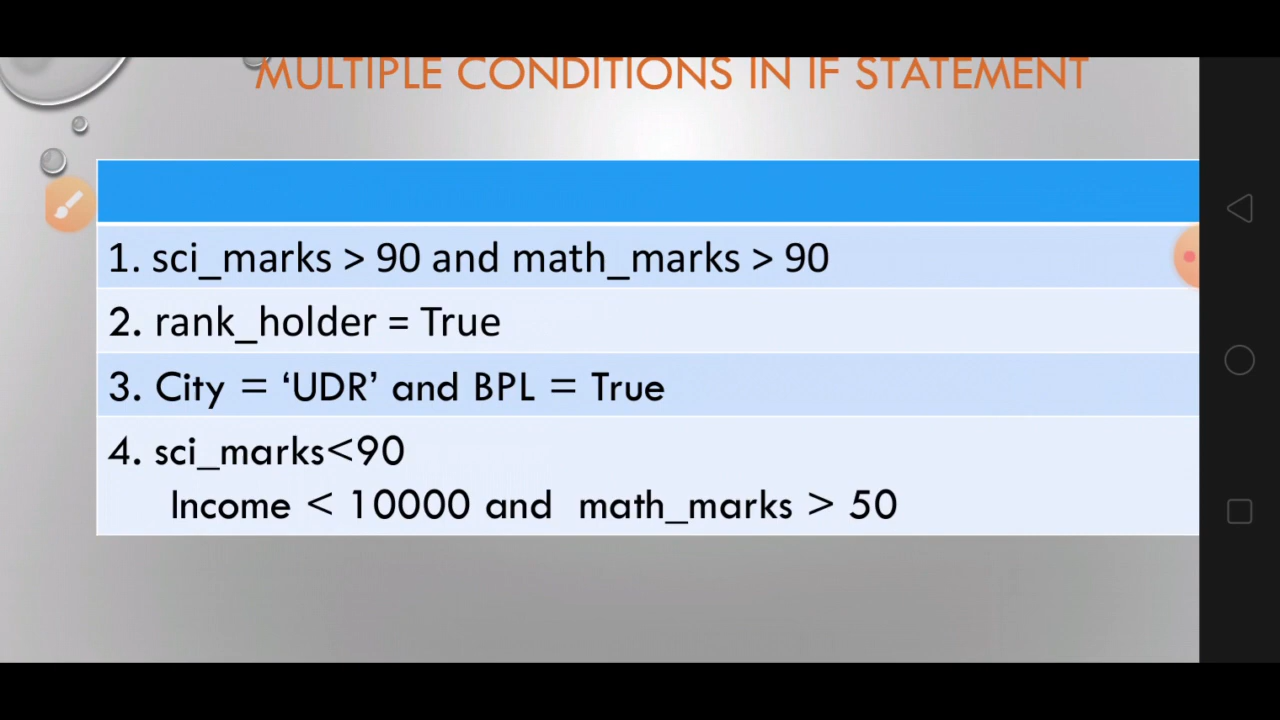 MULTIPLE CONDITIONS IN IF STATEMENT
1. sci_marks > 90 and math_marks > 90
2. rank_holder = True
3. City = ‘UDR’ and BPL = True
4. sci_marks<90
Income < 10000 and math_marks > 50